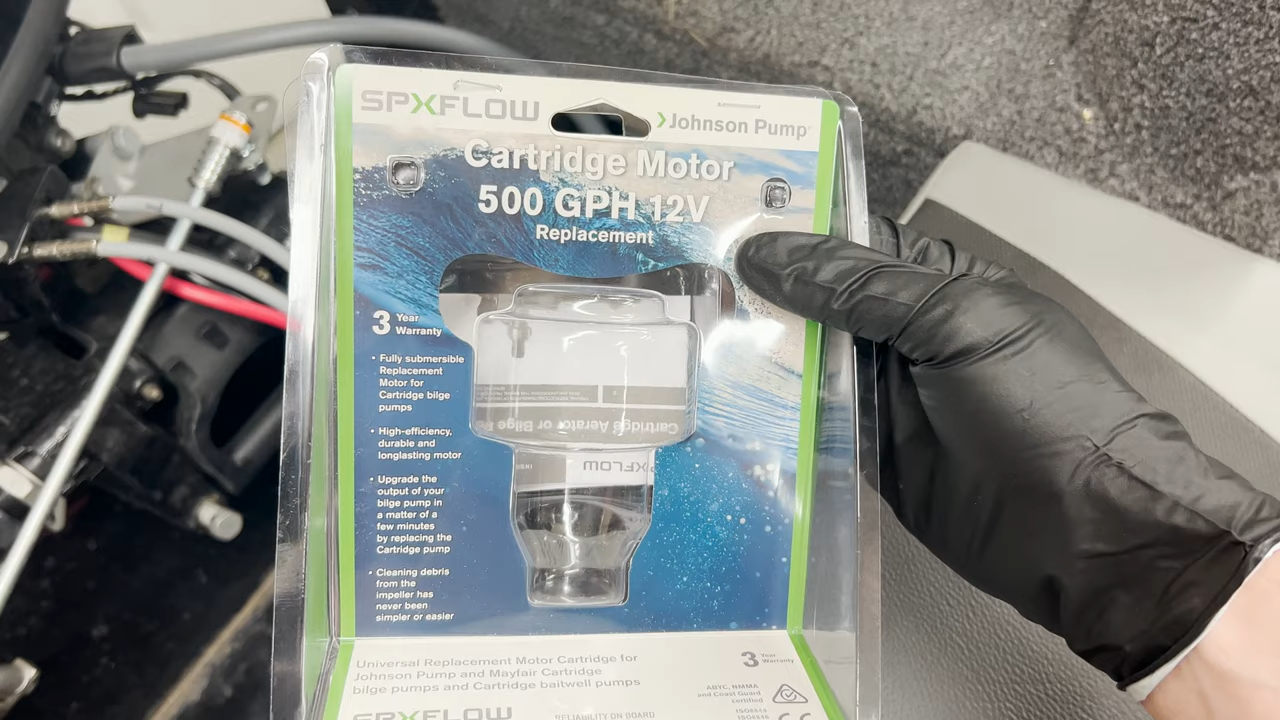 SPXFLOW
Johnson Pump
Cartridge Motor
500 GPH 12V
Replacement
3 Year
Warranty
• Fully submersible
Replacement
Motor for
Cartridge bilge
pumps
• High-efficiency,
durable and
longlasting motor
• Upgrade the
output of your
bilge pump in
a matter of a
few minutes
by replacing the
Cartridge pump
• Cleaning debris
from the
impeller has
never been
simpler or easier
Cartridge Aerator or Bilge
SPXFLOW
Universal Replacement Motor Cartridge for
Johnson Pump and Mayfair Cartridge
bilge pumps and Cartridge baitwell pumps
3 Year
Warranty
ABYC, NMMA
and Coast Guard
certified
SPXFLOW
RELIABILITY ON BOARD
CE